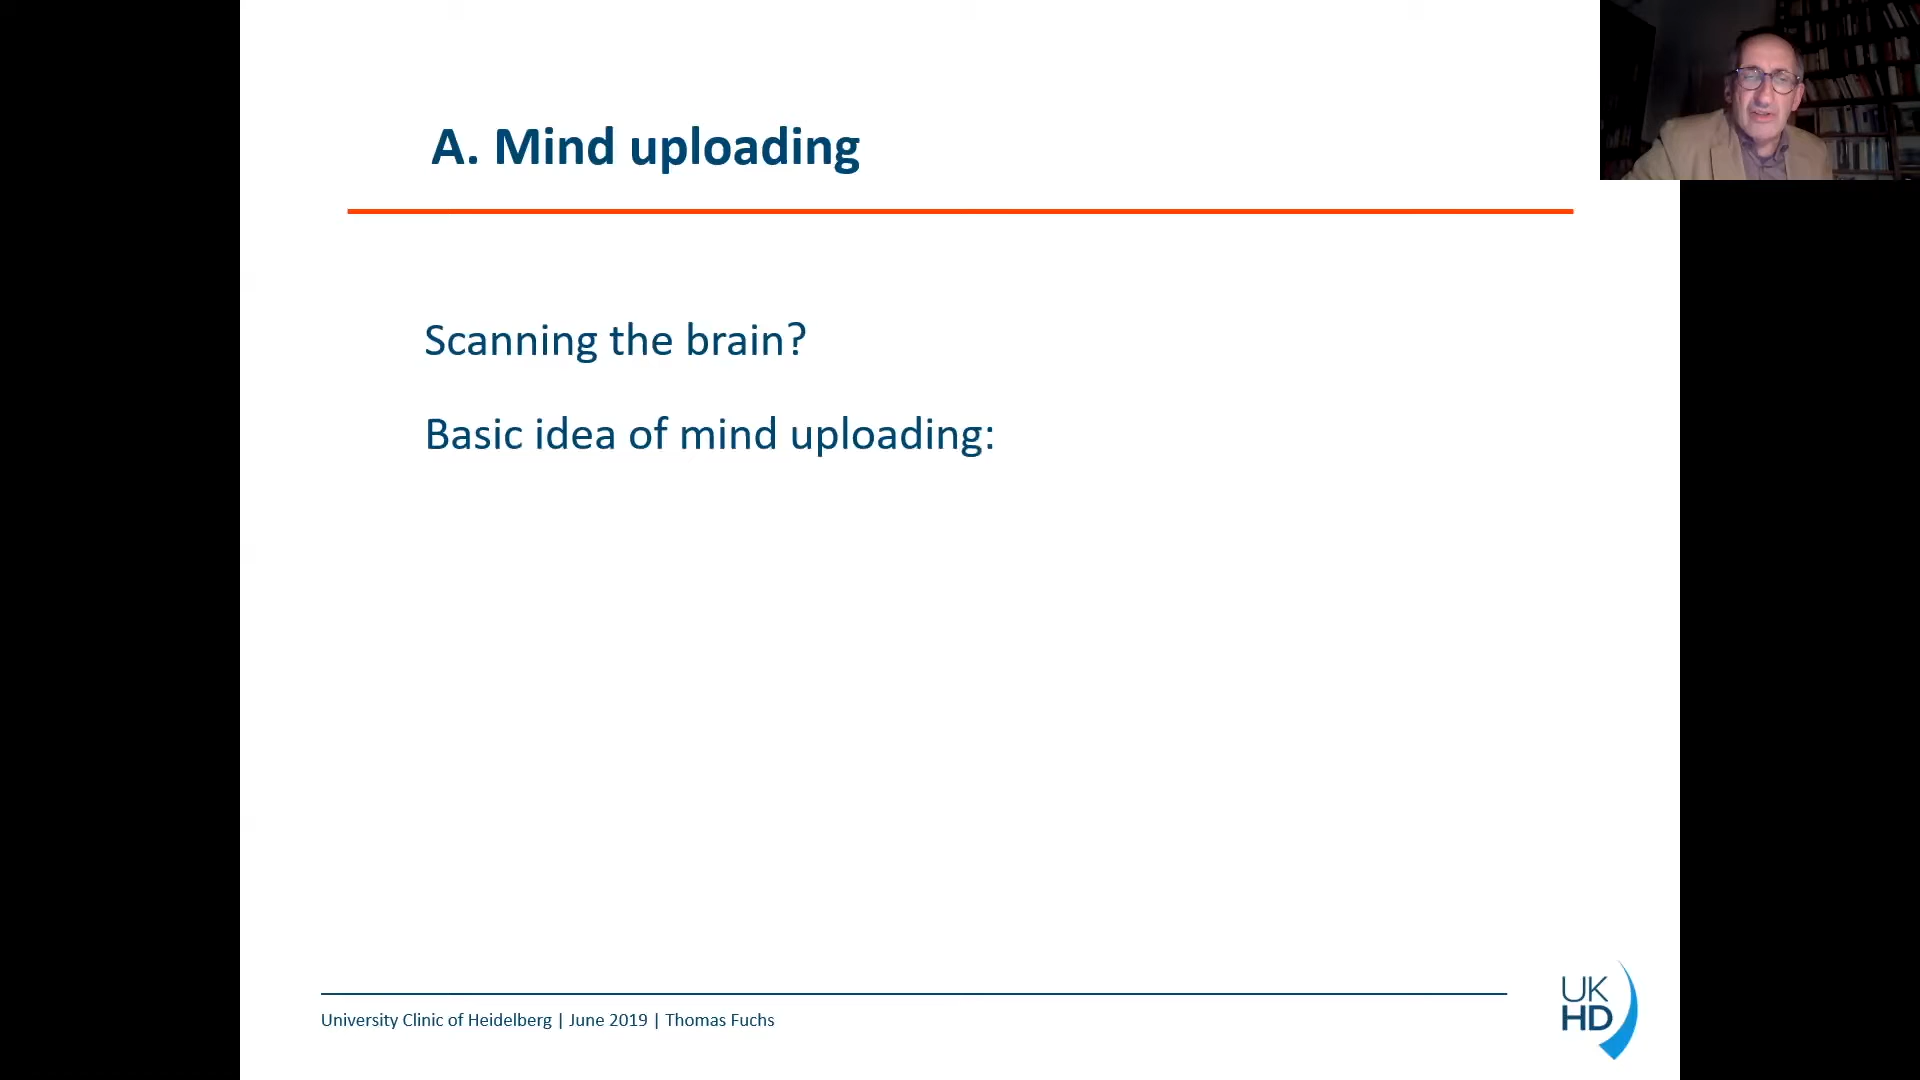 A. Mind uploading
Scanning the brain?
Basic idea of mind uploading:
University Clinic of Heidelberg | June 2019 | Thomas Fuchs
UK
HD